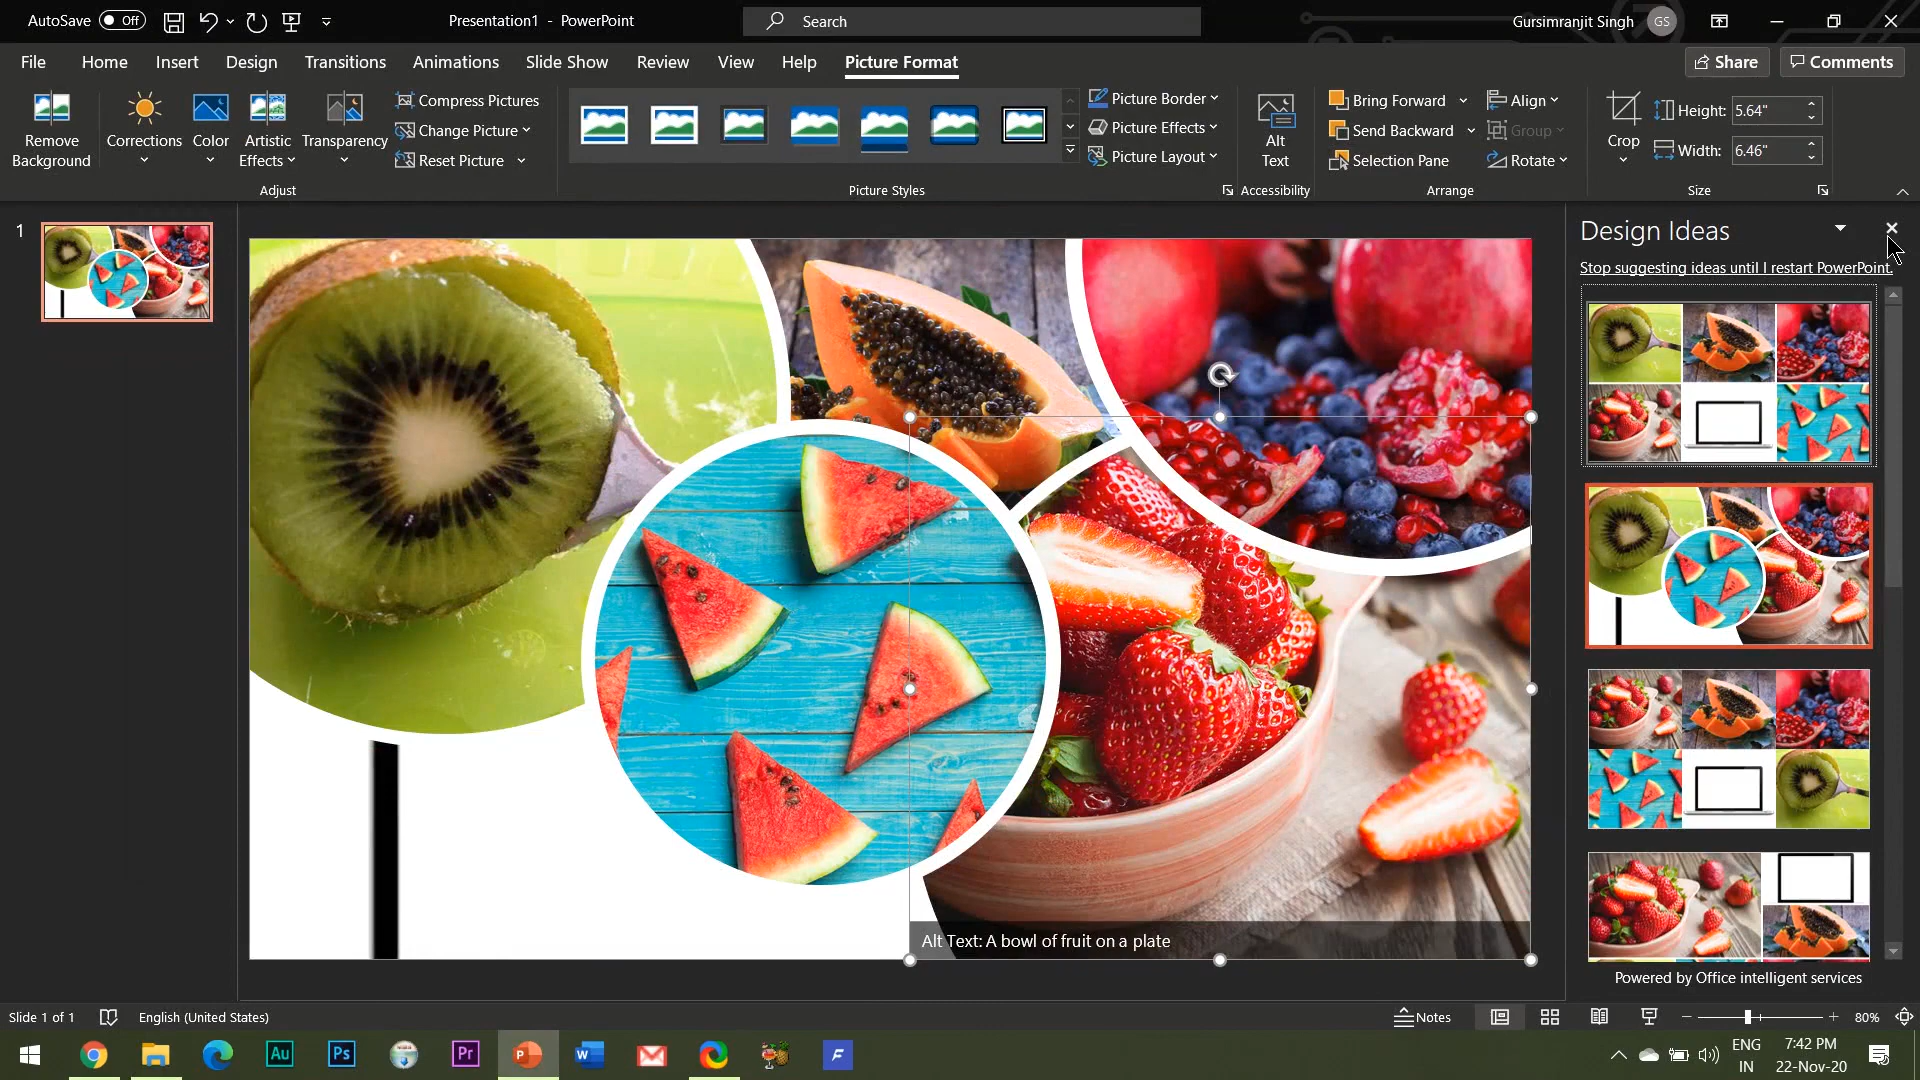 AutoSave Off
Presentation1 - PowerPoint
Search
Gursimranjit Singh GS
File Home Insert Design Transitions Animations Slide Show Review View Help Picture Format
Share Comments
Remove Background
Corrections
Color
Artistic Effects
Transparency
Compress Pictures
Change Picture
Reset Picture
Adjust
Picture Styles
Picture Border
Picture Effects
Picture Layout
Alt Text
Accessibility
Bring Forward
Send Backward
Selection Pane
Align
Group
Rotate
Arrange
Crop
Height: 5.64"
Width: 6.46"
Size
1
Alt Text: A bowl of fruit on a plate
Design Ideas
Stop suggesting ideas until I restart PowerPoint.
Powered by Office intelligent services
Slide 1 of 1 English (United States)
Notes
80%
Au Ps Pr P W F
ENG
IN
7:42 PM
22-Nov-20